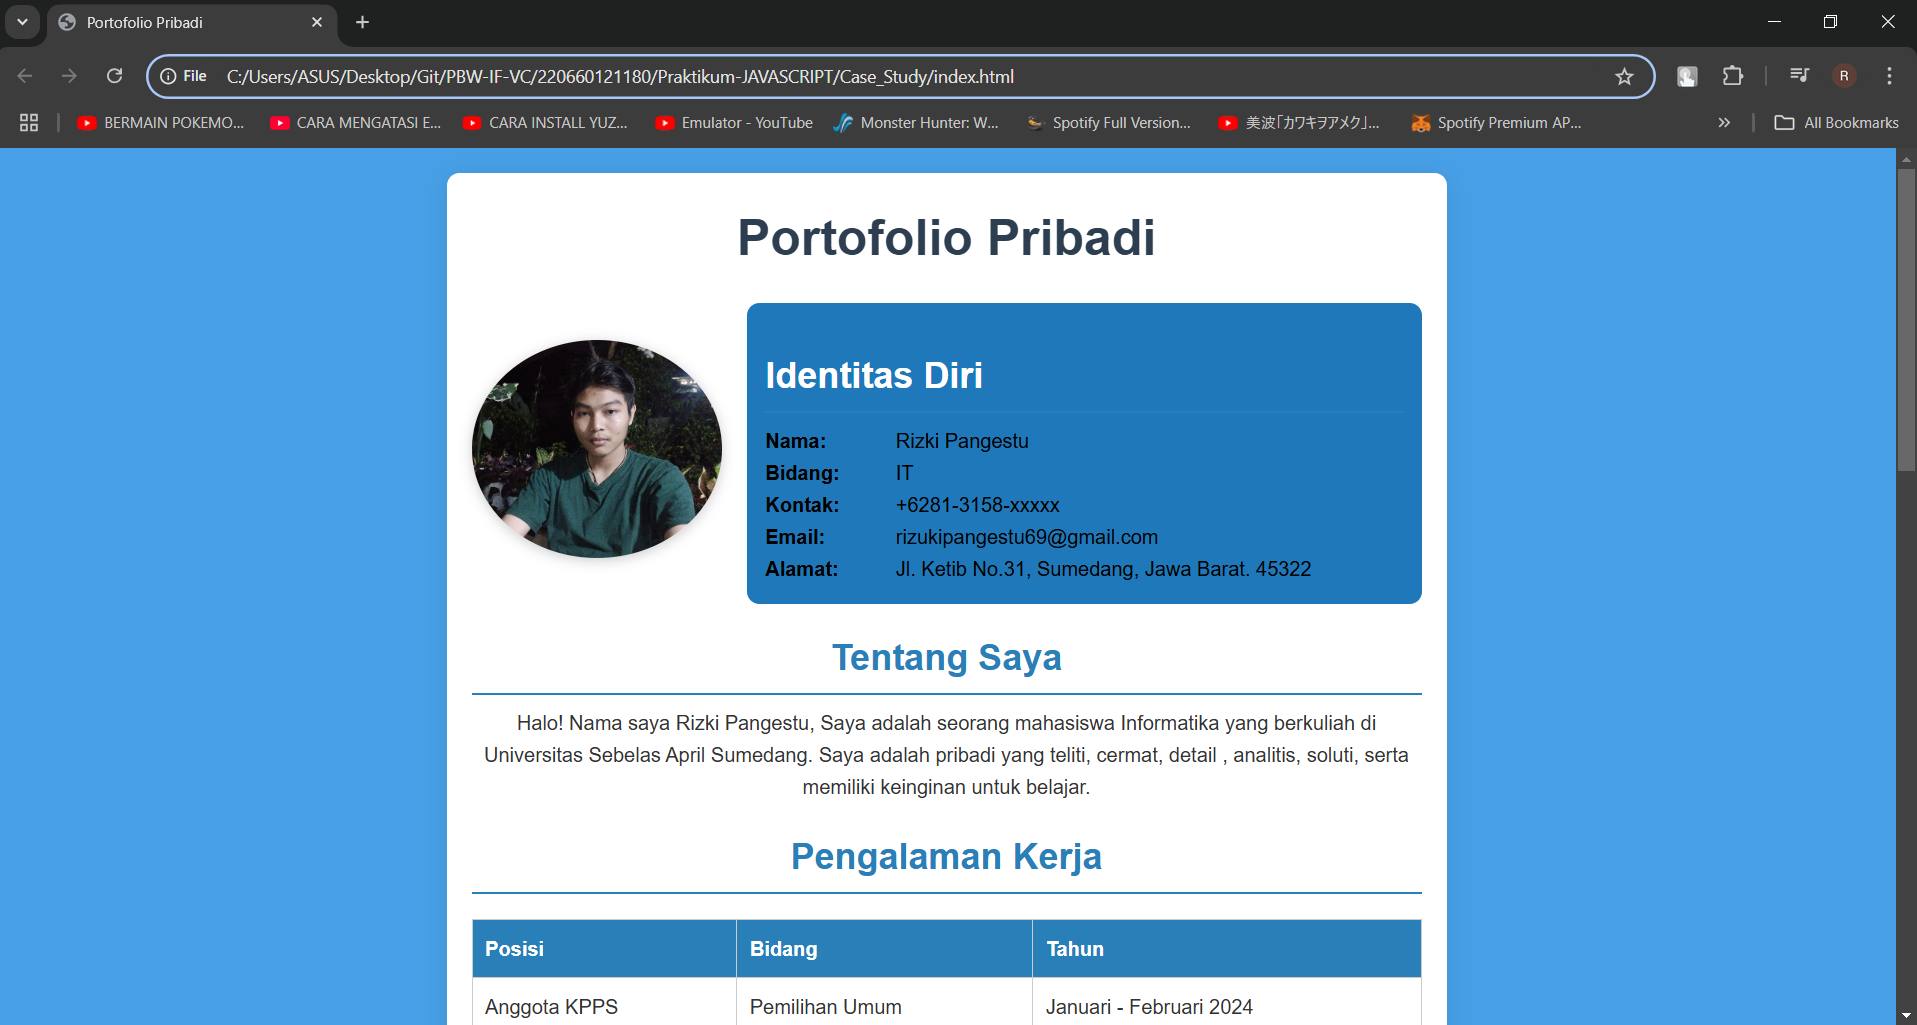 Portofolio Pribadi
File C:/Users/ASUS/Desktop/Git/PBW-IF-VC/220660121180/Praktikum-JAVASCRIPT/Case_Study/index.html
R
BERMAIN POKEMO...
CARA MENGATASI E...
CARA INSTALL YUZ...
Emulator - YouTube
Monster Hunter: W...
Spotify Full Version...
美波「カワキヲアメク」...
Spotify Premium AP...
All Bookmarks
Portofolio Pribadi
Identitas Diri
Nama: Rizki Pangestu
Bidang: IT
Kontak: +6281-3158-xxxxx
Email: rizukipangestu69@gmail.com
Alamat: Jl. Ketib No.31, Sumedang, Jawa Barat. 45322
Tentang Saya
Halo! Nama saya Rizki Pangestu, Saya adalah seorang mahasiswa Informatika yang berkuliah di
Universitas Sebelas April Sumedang. Saya adalah pribadi yang teliti, cermat, detail , analitis, soluti, serta
memiliki keinginan untuk belajar.
Pengalaman Kerja
Posisi Bidang Tahun
Anggota KPPS Pemilihan Umum Januari - Februari 2024